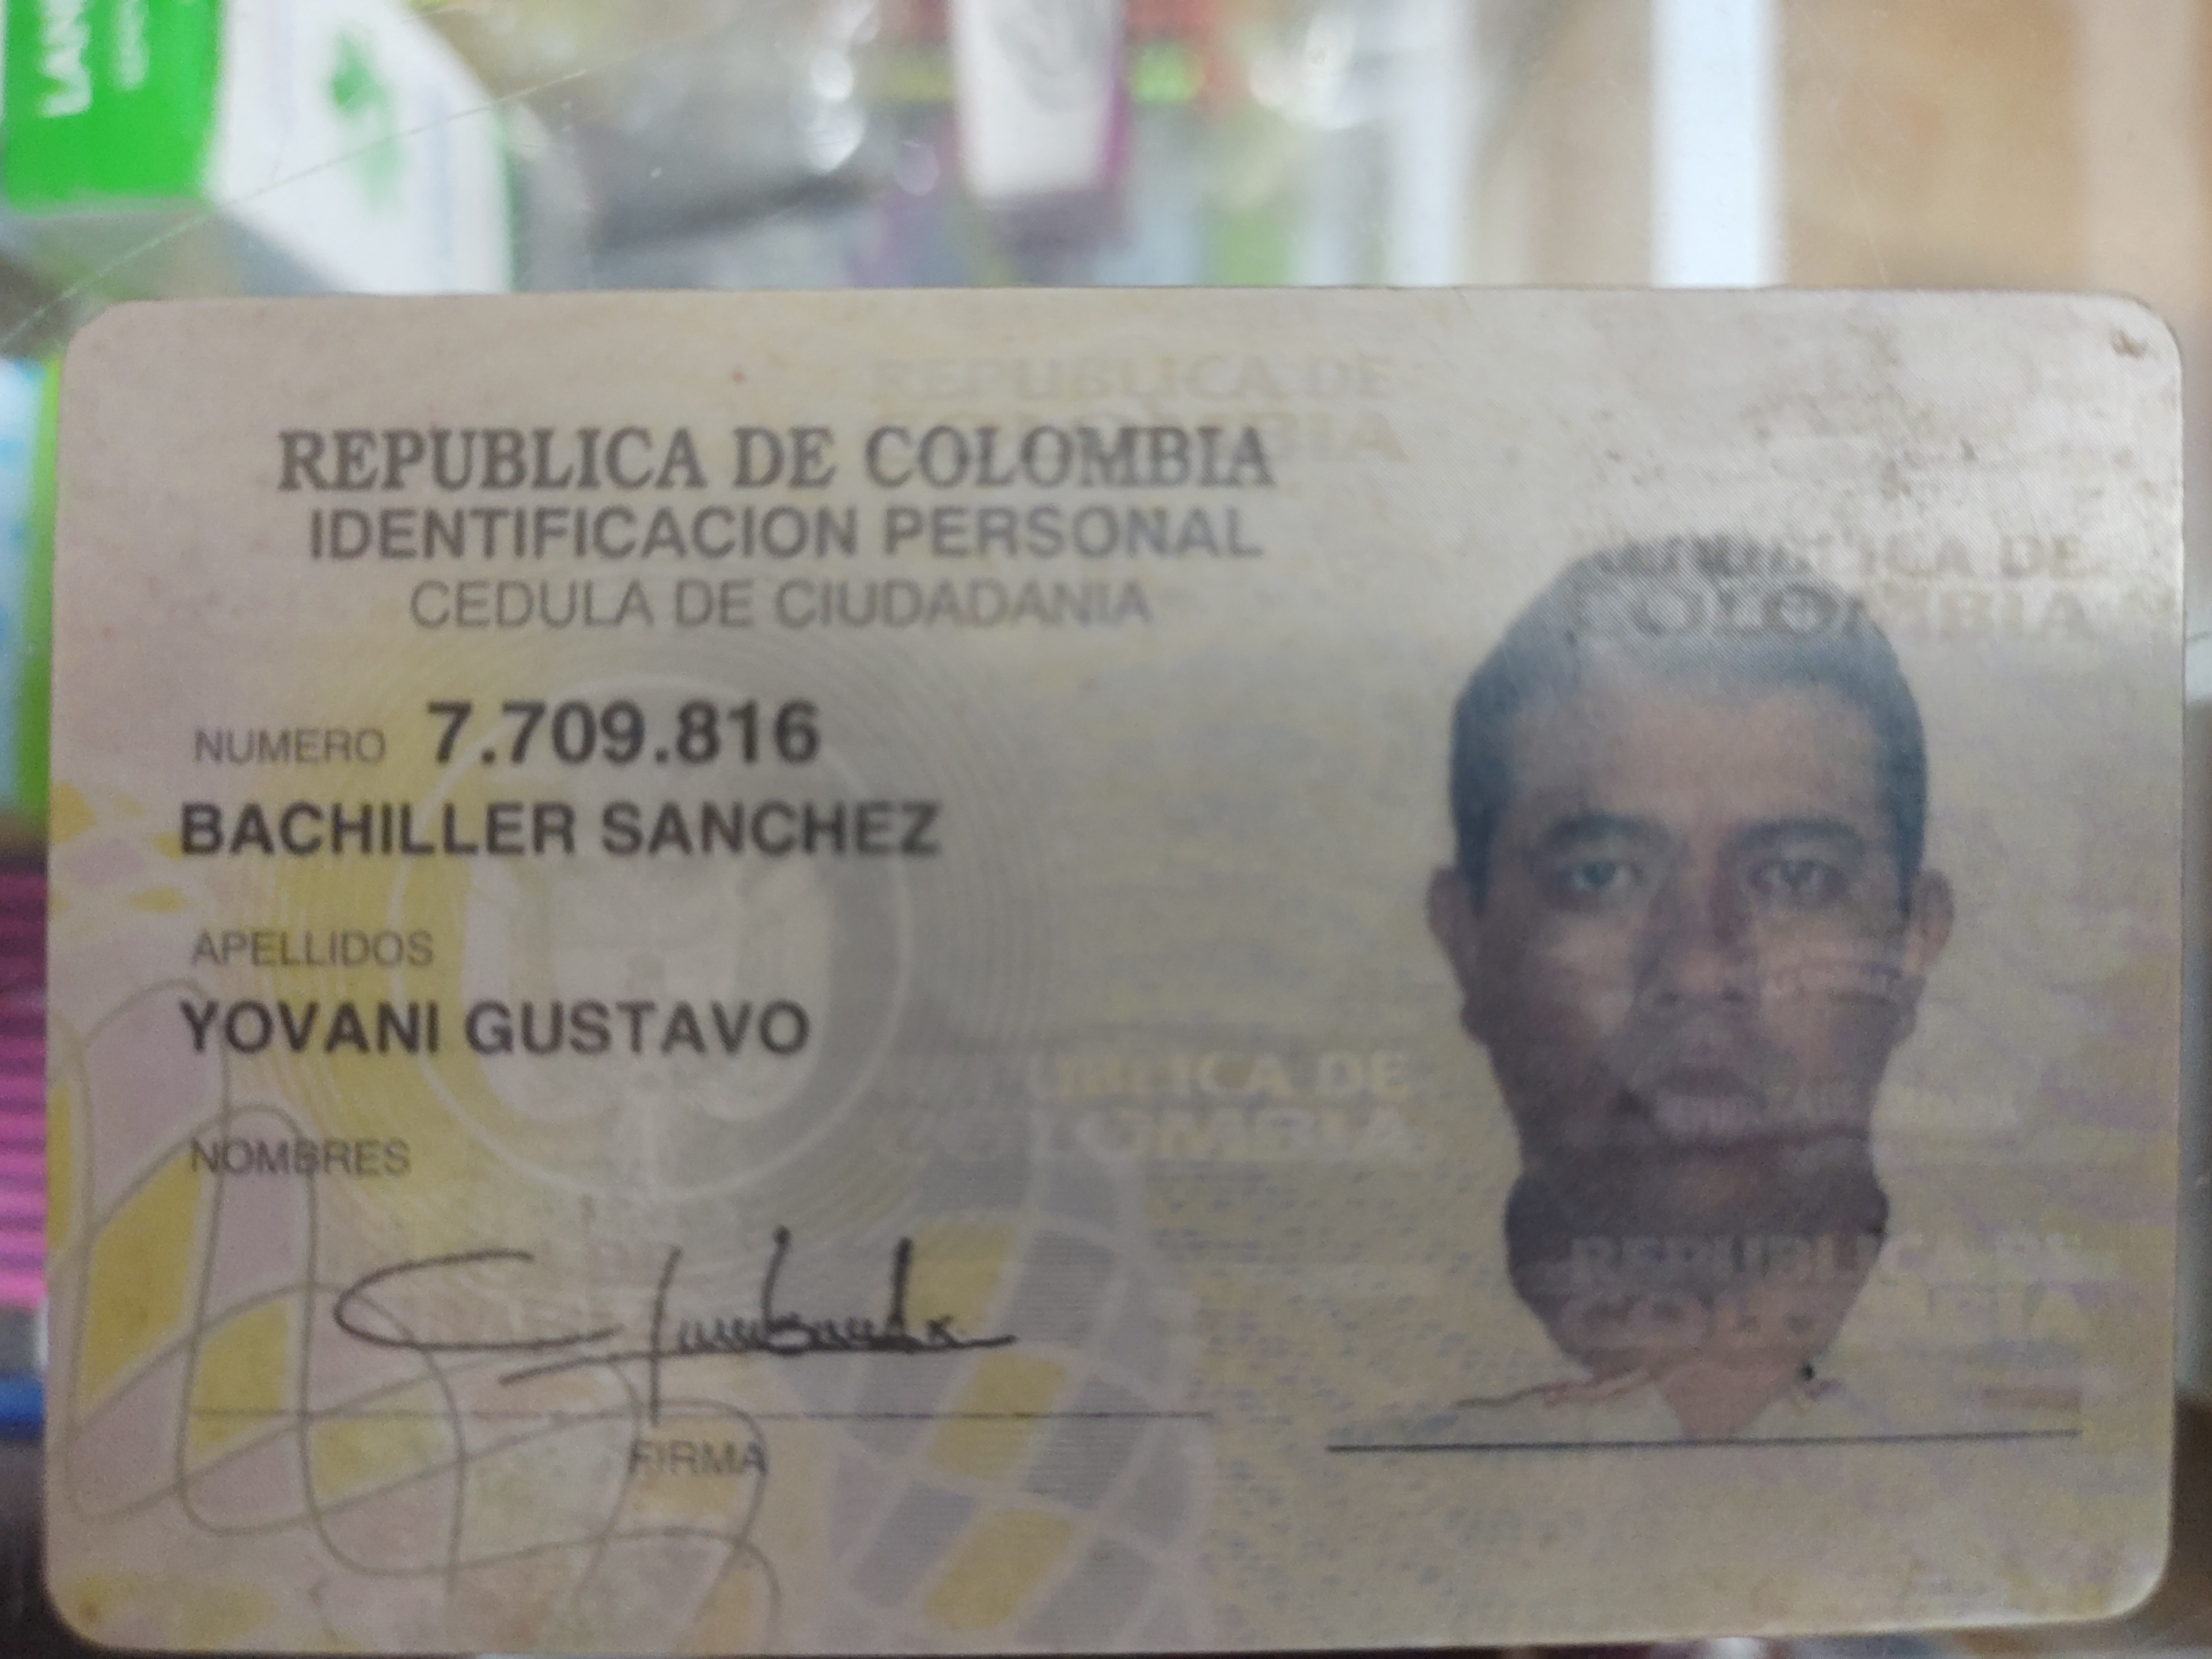 REPUBLICA DE COLOMBIA
IDENTIFICACION PERSONAL
CEDULA DE CIUDADANIA
NUMERO 7.709.816
BACHILLER SANCHEZ
APELLIDOS
YOVANI GUSTAVO
NOMBRES
FIRMA